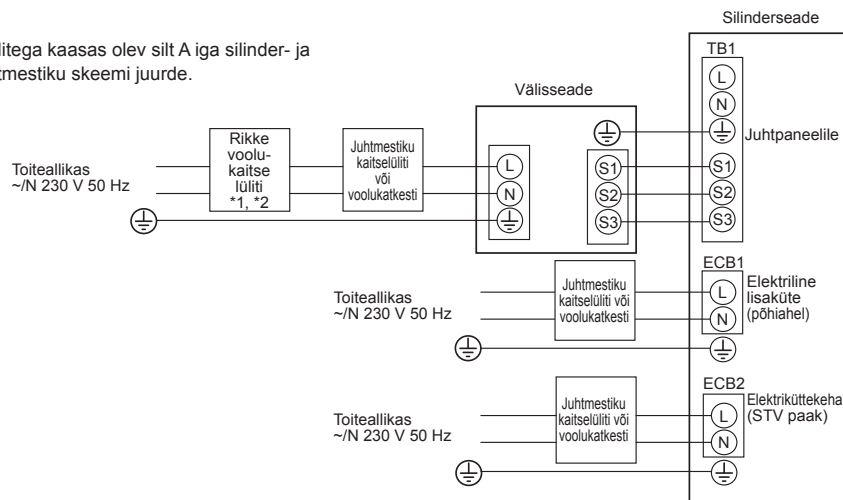 Silinderseade
litega kaasas olev silt A iga silinder- ja
tmestiku skeemi juurde.
TB1
L
N
Juhtpaneelile
S1
S2
S3
Välisseade
L
N
S1
S2
S3
Toiteallikas
~/N 230 V 50 Hz
Rikke
voolu-
kaitse
lüliti
*1, *2
Juhtmestiku
kaitselüliti
või
voolukatkesti
ECB1
L
N
Elektriline
lisaküte
(põhiahel)
Toiteallikas
~/N 230 V 50 Hz
Juhtmestiku
kaitselüliti või
voolukatkesti
ECB2
L
N
Elektriküttekeha
(STV paak)
Toiteallikas
~/N 230 V 50 Hz
Juhtmestiku
kaitselüliti või
voolukatkesti